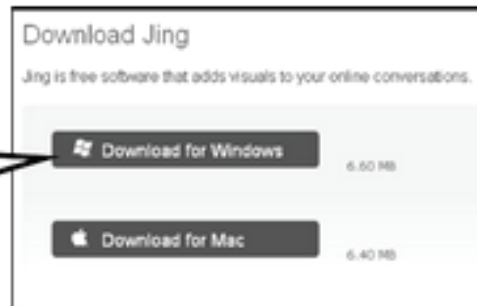 Download Jing
Jing is free software that adds visuals to your online conversations.
Download for Windows
6.60 MB
Download for Mac
6.40 MB